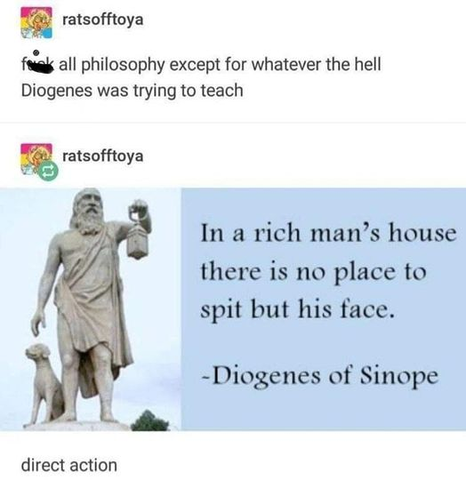 ratsofftoya
all philosophy except for whatever the hell
Diogenes was trying to teach
ratsofftoya
In a rich man's house
there is no place to
spit but his face.
-Diogenes of Sinope
direct action